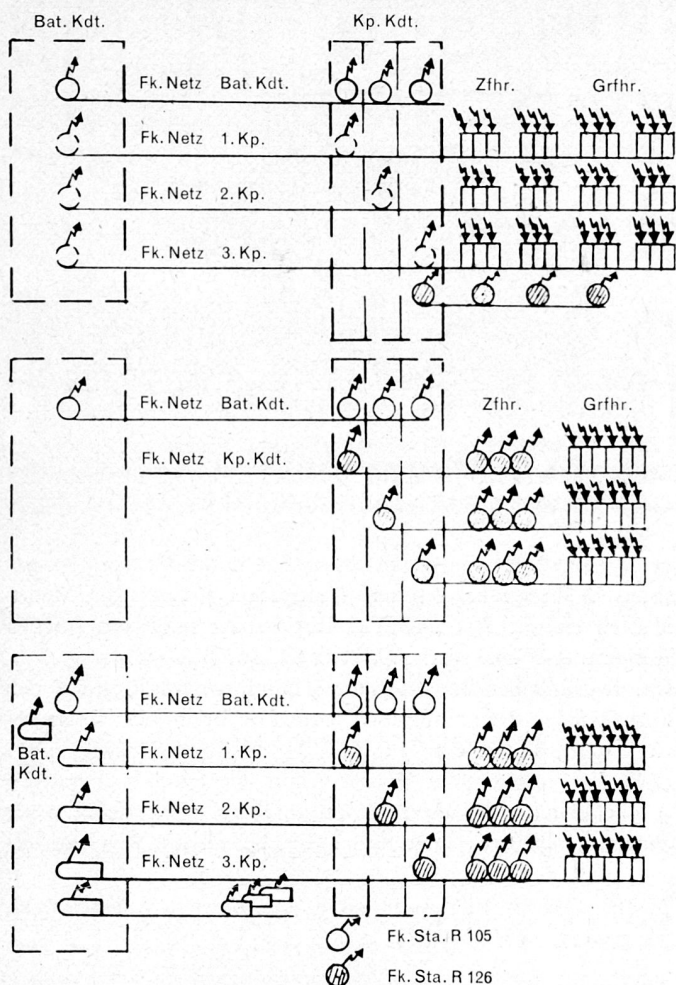 Bat. Kdt. Kp. Kdt.
Fk. Netz Bat. Kdt. Zfhr. Grfhr.
Fk. Netz 1. Kp.
Fk. Netz 2. Kp.
Fk. Netz 3. Kp.
Fk. Netz Bat. Kdt. Zfhr. Grfhr.
Fk. Netz Kp. Kdt.
Fk. Netz Bat. Kdt.
Bat.
Kdt.
Fk. Netz 1. Kp.
Fk. Netz 2. Kp.
Fk. Netz 3. Kp.
Fk. Sta. R 105
Fk. Sta. R 126